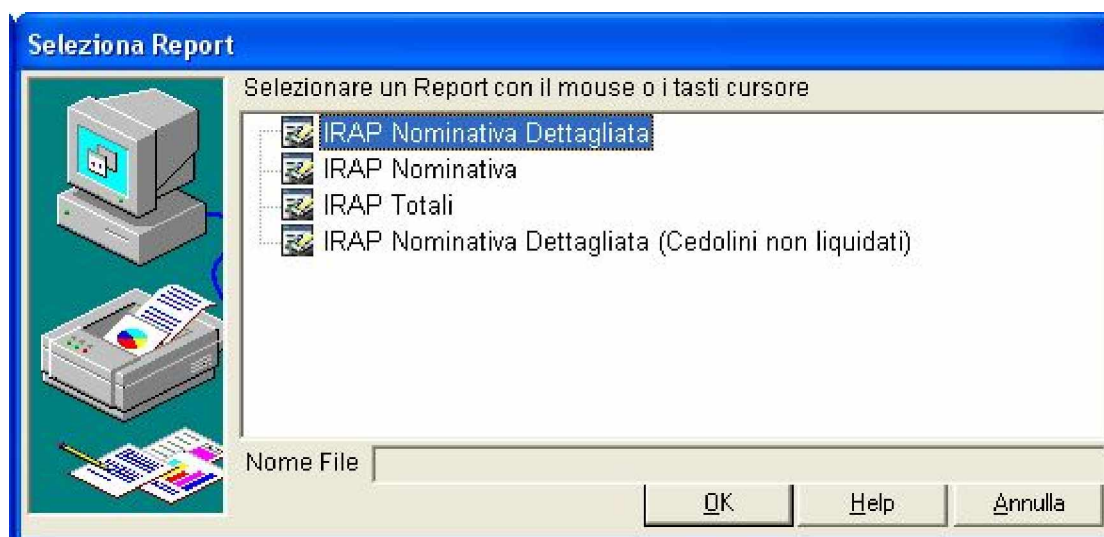 Seleziona Report
Selezionare un Report con il mouse o i tasti cursore
IRAP Nominativa Dettagliata
IRAP Nominativa
IRAP Totali
IRAP Nominativa Dettagliata (Cedolini non liquidati)
Nome File
OK Help Annulla